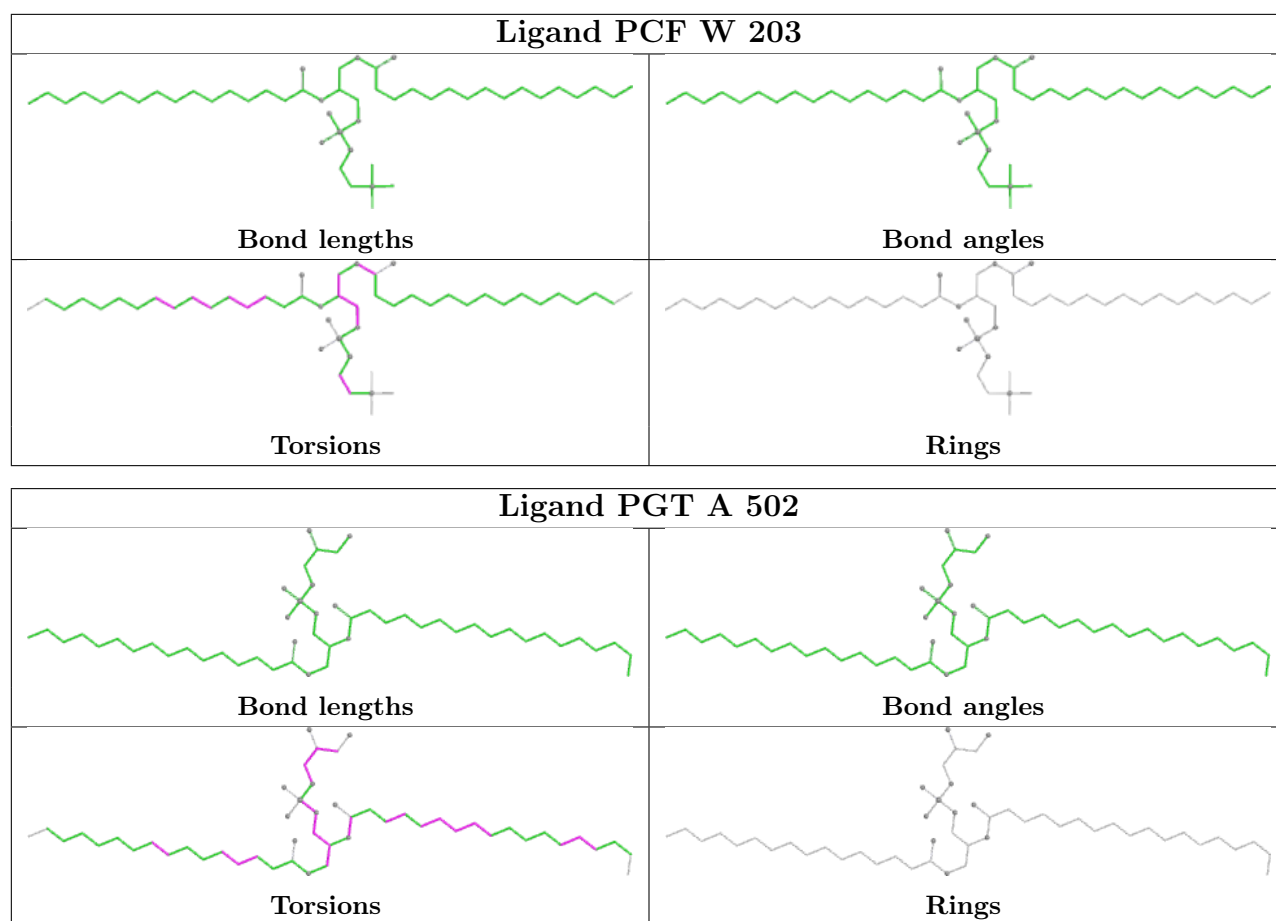 Ligand PCF W 203
Bond lengths
Bond angles
Torsions
Rings
Ligand PGT A 502
Bond lengths
Bond angles
Torsions
Rings